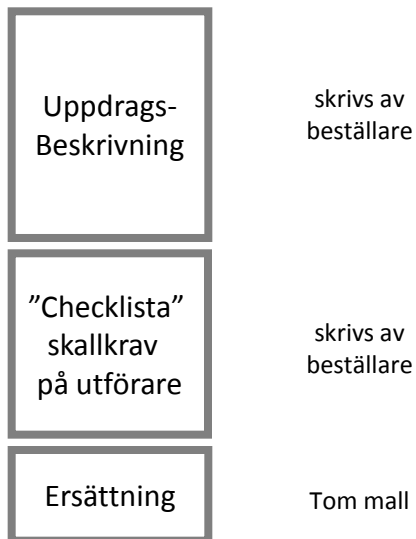 Uppdrags-
Beskrivning
skrivs av
beställare
”Checklista”
skallkrav
på utförare
skrivs av
beställare
Ersättning
Tom mall